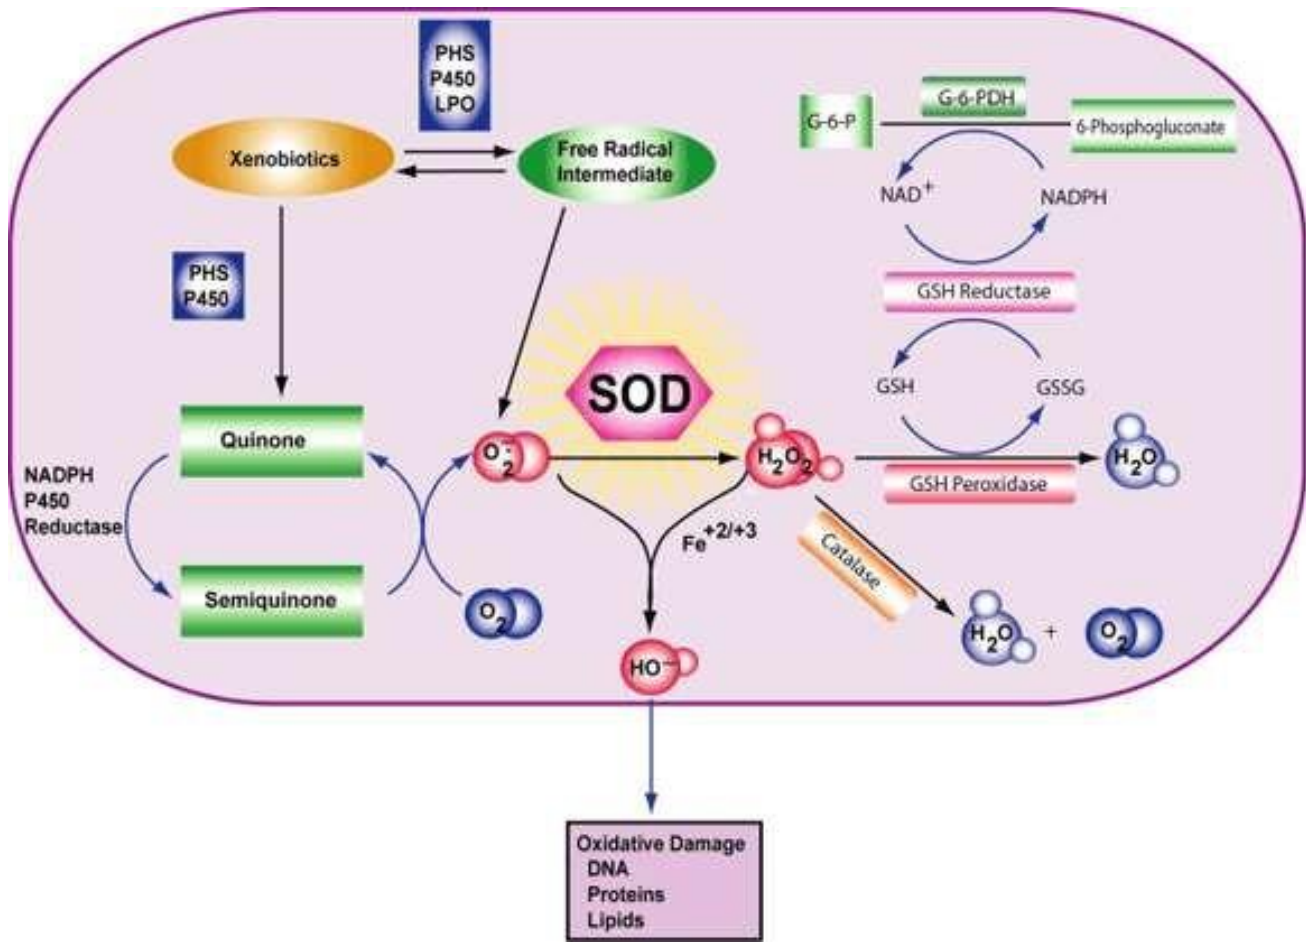 PHS
P450
LPO
Xenobiotics
Free Radical
Intermediate
G-6-P
G-6-PDH
6-Phosphogluconate
NAD+
NADPH
GSH Reductase
PHS
P450
SOD
GSH
GSSG
Quinone
O2∸
H2O2
H2O
GSH Peroxidase
NADPH
P450
Reductase
Fe+2/+3
Catalase
Semiquinone
O2
H2O + O2
HO−
Oxidative Damage
DNA
Proteins
Lipids